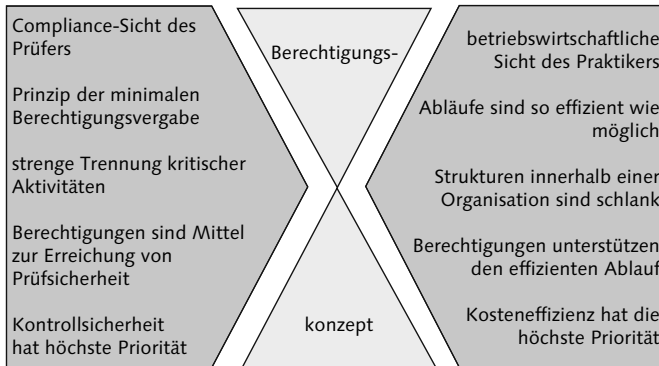 Compliance-Sicht des
Prüfers
Prinzip der minimalen
Berechtigungsvergabe
strenge Trennung kritischer
Aktivitäten
Berechtigungen sind Mittel
zur Erreichung von
Prüfsicherheit
Kontrollsicherheit
hat höchste Priorität
Berechtigungs-
konzept
betriebswirtschaftliche
Sicht des Praktikers
Abläufe sind so effizient wie
möglich
Strukturen innerhalb einer
Organisation sind schlank
Berechtigungen unterstützen
den effizienten Ablauf
Kosteneffizienz hat die
höchste Priorität